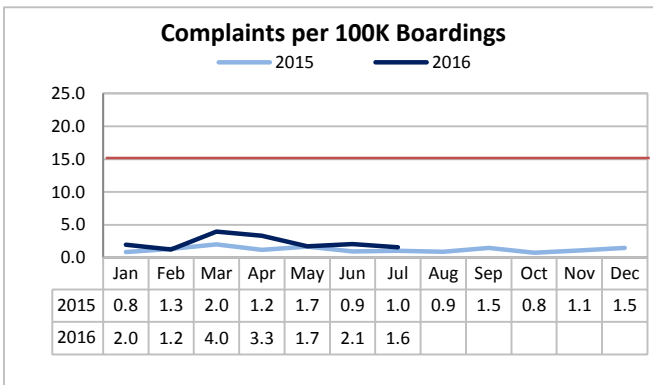 Complaints per 100K Boardings
2015 2016
25.0
20.0
15.0
10.0
5.0
0.0
Jan Feb Mar Apr May Jun Jul Aug Sep Oct Nov Dec
2015 0.8 1.3 2.0 1.2 1.7 0.9 1.0 0.9 1.5 0.8 1.1 1.5
2016 2.0 1.2 4.0 3.3 1.7 2.1 1.6